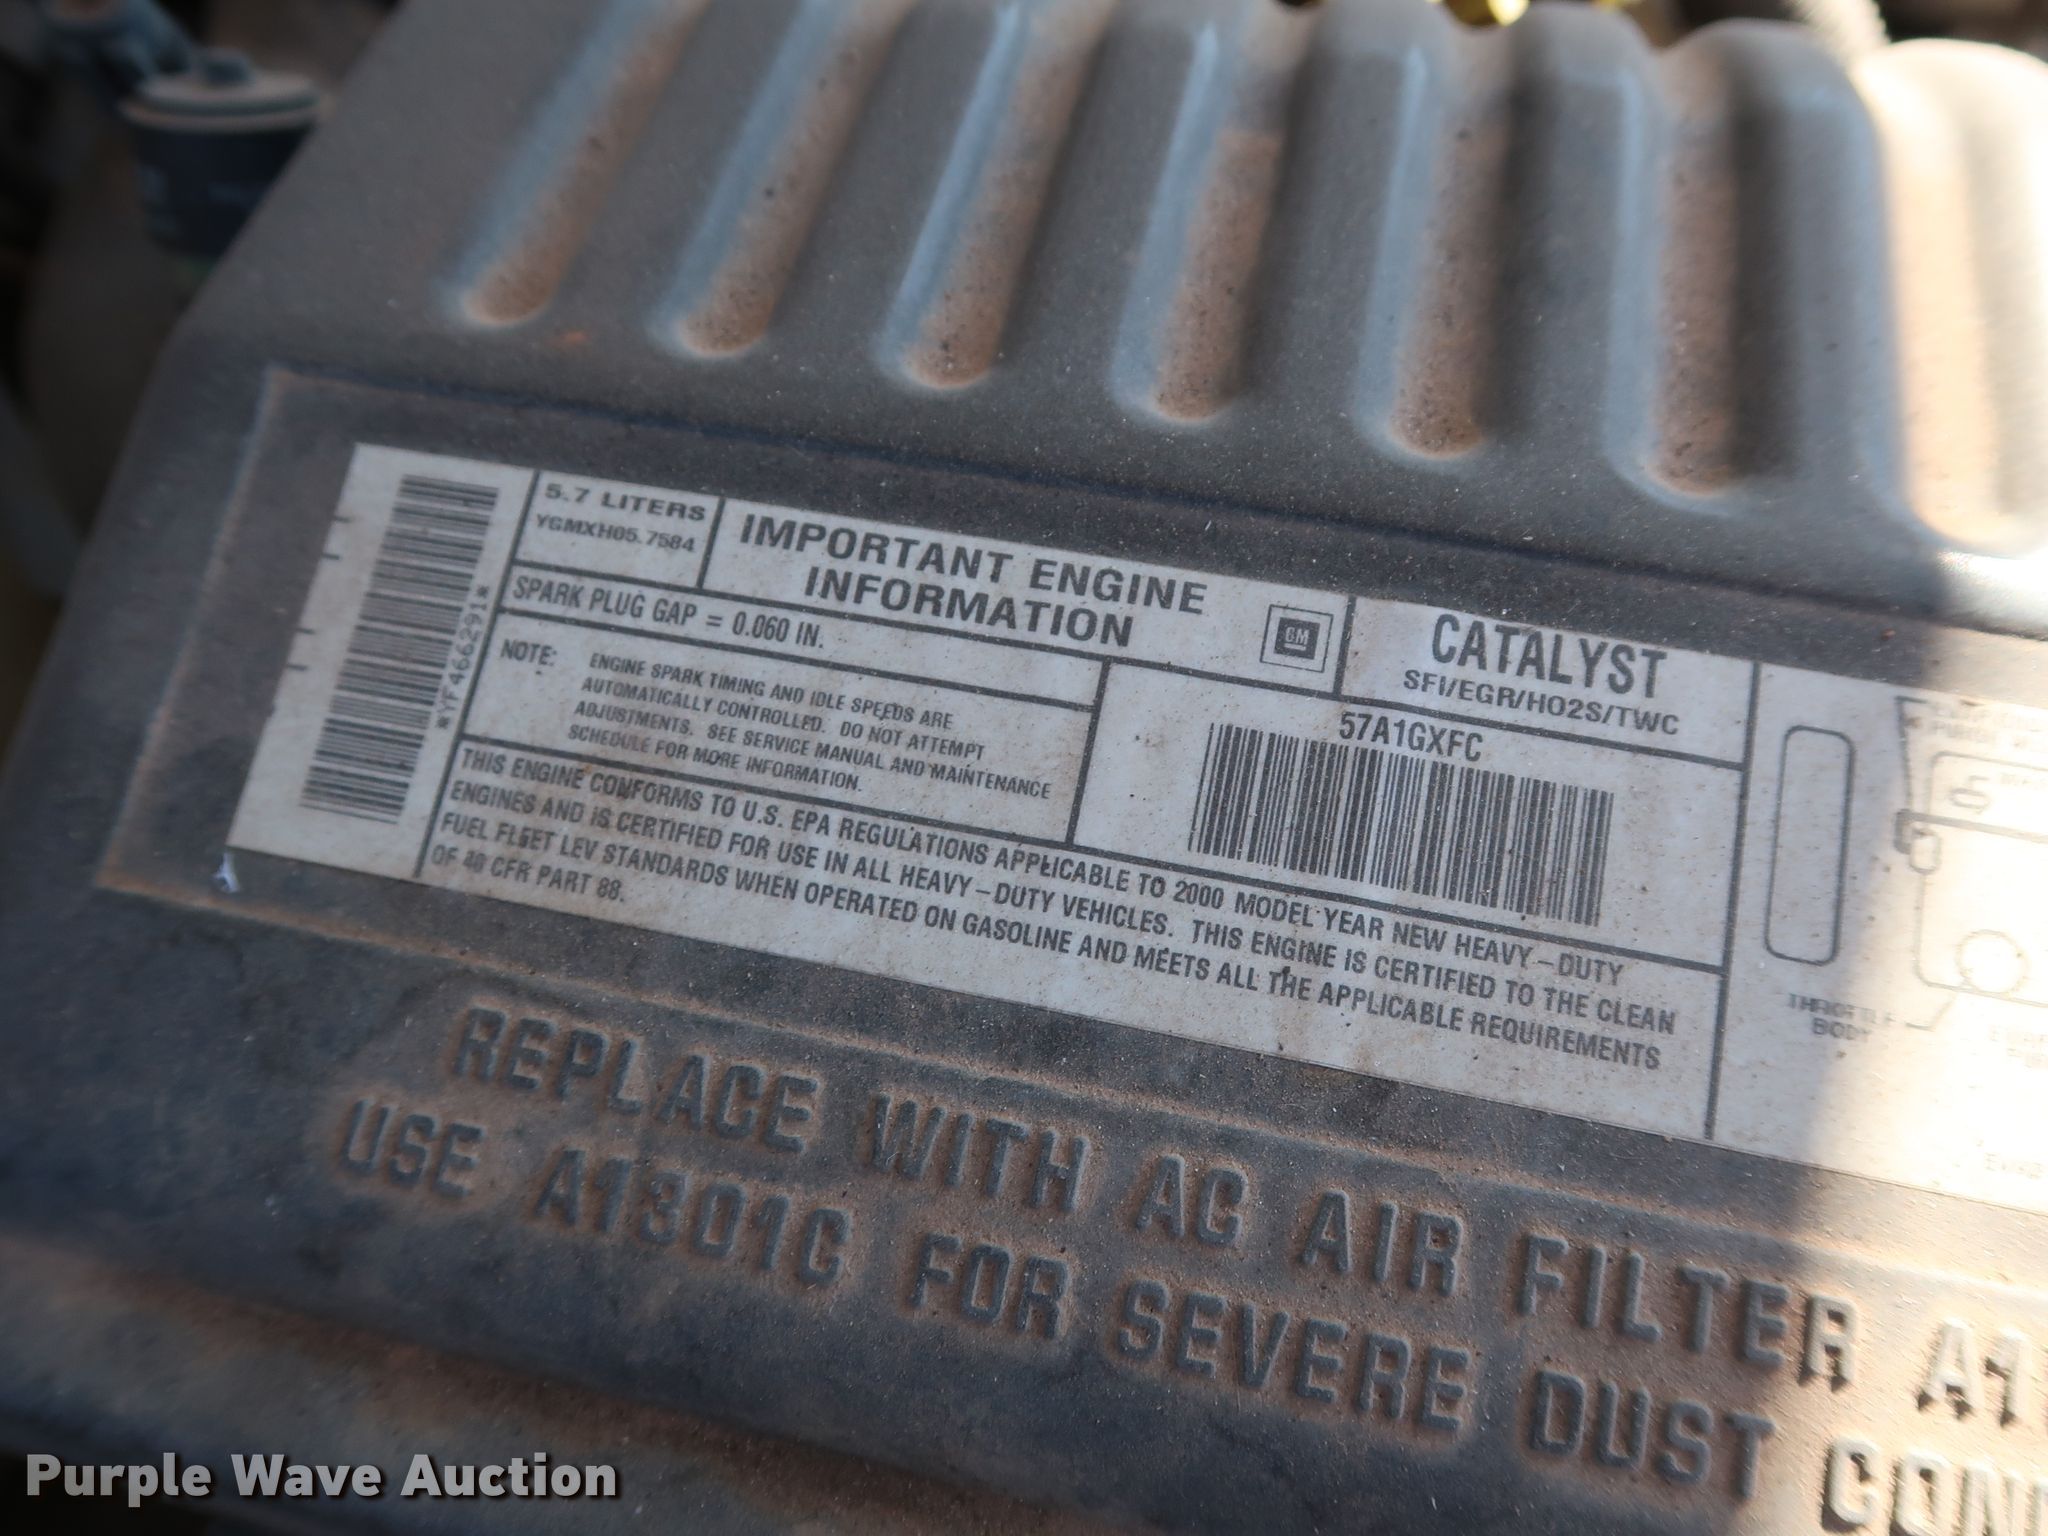 *YF466291*
5.7 LITERS
YGMXH05.7584
IMPORTANT ENGINE
INFORMATION
GM
CATALYST
SFI/EGR/HO2S/TWC
SPARK PLUG GAP = 0.060 IN.
NOTE: ENGINE SPARK TIMING AND IDLE SPEEDS ARE
AUTOMATICALLY CONTROLLED. DO NOT ATTEMPT
ADJUSTMENTS. SEE SERVICE MANUAL AND MAINTENANCE
SCHEDULE FOR MORE INFORMATION.
57A1GXFC
THIS ENGINE CONFORMS TO U.S. EPA REGULATIONS APPLICABLE TO 2000 MODEL YEAR NEW HEAVY-DUTY
ENGINES AND IS CERTIFIED FOR USE IN ALL HEAVY-DUTY VEHICLES. THIS ENGINE IS CERTIFIED TO THE CLEAN
FUEL FLEET LEV STANDARDS WHEN OPERATED ON GASOLINE AND MEETS ALL THE APPLICABLE REQUIREMENTS
OF 40 CFR PART 88.
THROTTLE
BODY
REPLACE WITH AC AIR FILTER A1
USE A1301C FOR SEVERE DUST COND
Purple Wave Auction